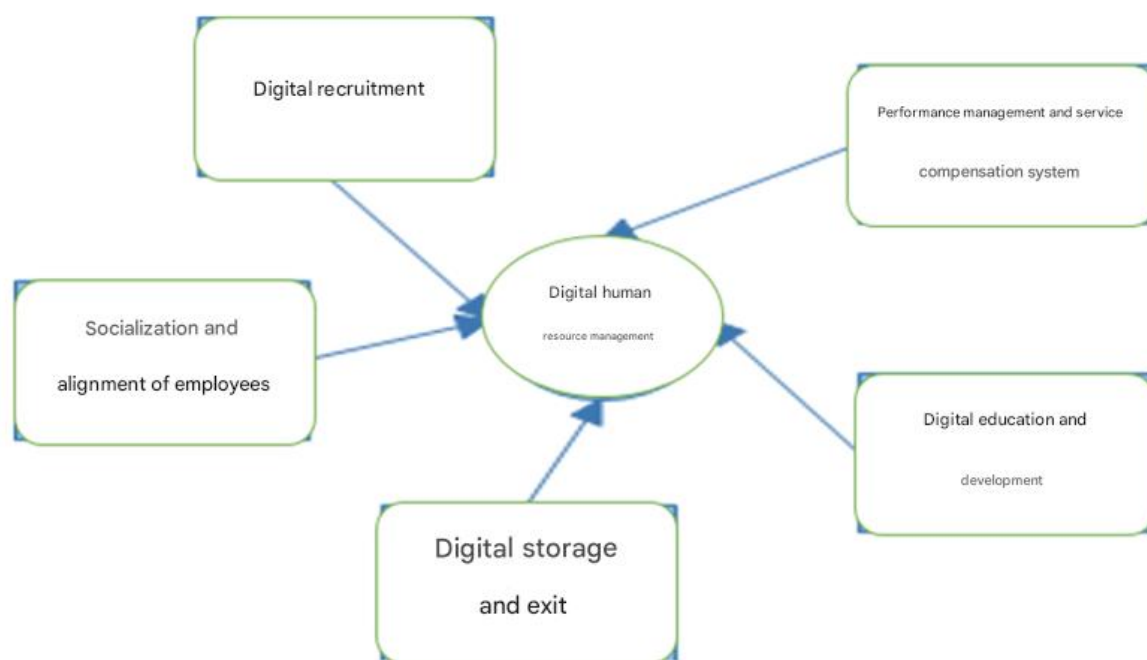 Digital recruitment
Performance management and service
compensation system
Digital human
resource management
Socialization and
alignment of employees
Digital education and
development
Digital storage
and exit